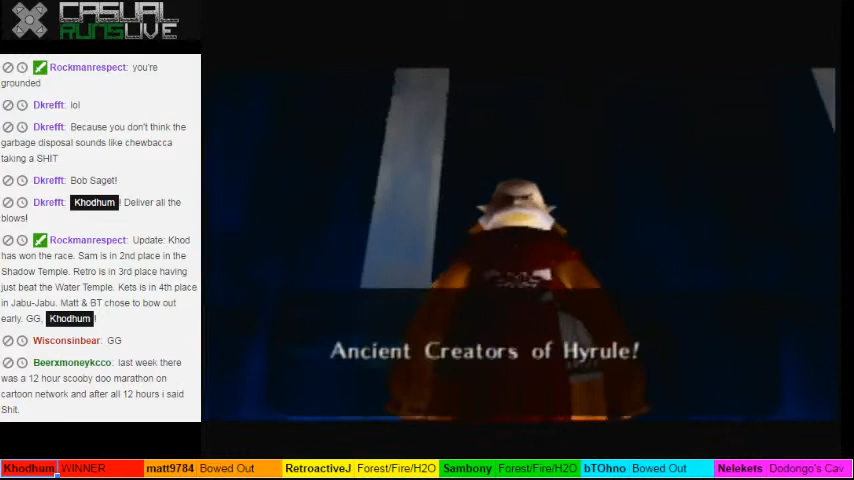 CASUAL
RUNSLIVE
Rockmanrespect: you're
grounded
Dkrefft: lol
Dkrefft: Because you don't think the
garbage disposal sounds like chewbacca
taking a SHIT
Dkrefft: Bob Saget!
Dkrefft: Khodhum! Deliver all the
blows!
Rockmanrespect: Update: Khod
has won the race. Sam is in 2nd place in the
Shadow Temple. Retro is in 3rd place having
just beat the Water Temple. Kets is in 4th place
in Jabu-Jabu. Matt & BT chose to bow out
early. GG, Khodhum!
Wisconsinbear: GG
Beerxmoneykcco: last week there
was a 12 hour scooby doo marathon on
cartoon network and after all 12 hours i said
Shit.
Ancient Creators of Hyrule!
Khodhum WINNER matt9784 Bowed Out RetroactiveJ Forest/Fire/H2O Sambony Forest/Fire/H2O bTOhno Bowed Out Nelekets Dodongo's Cav